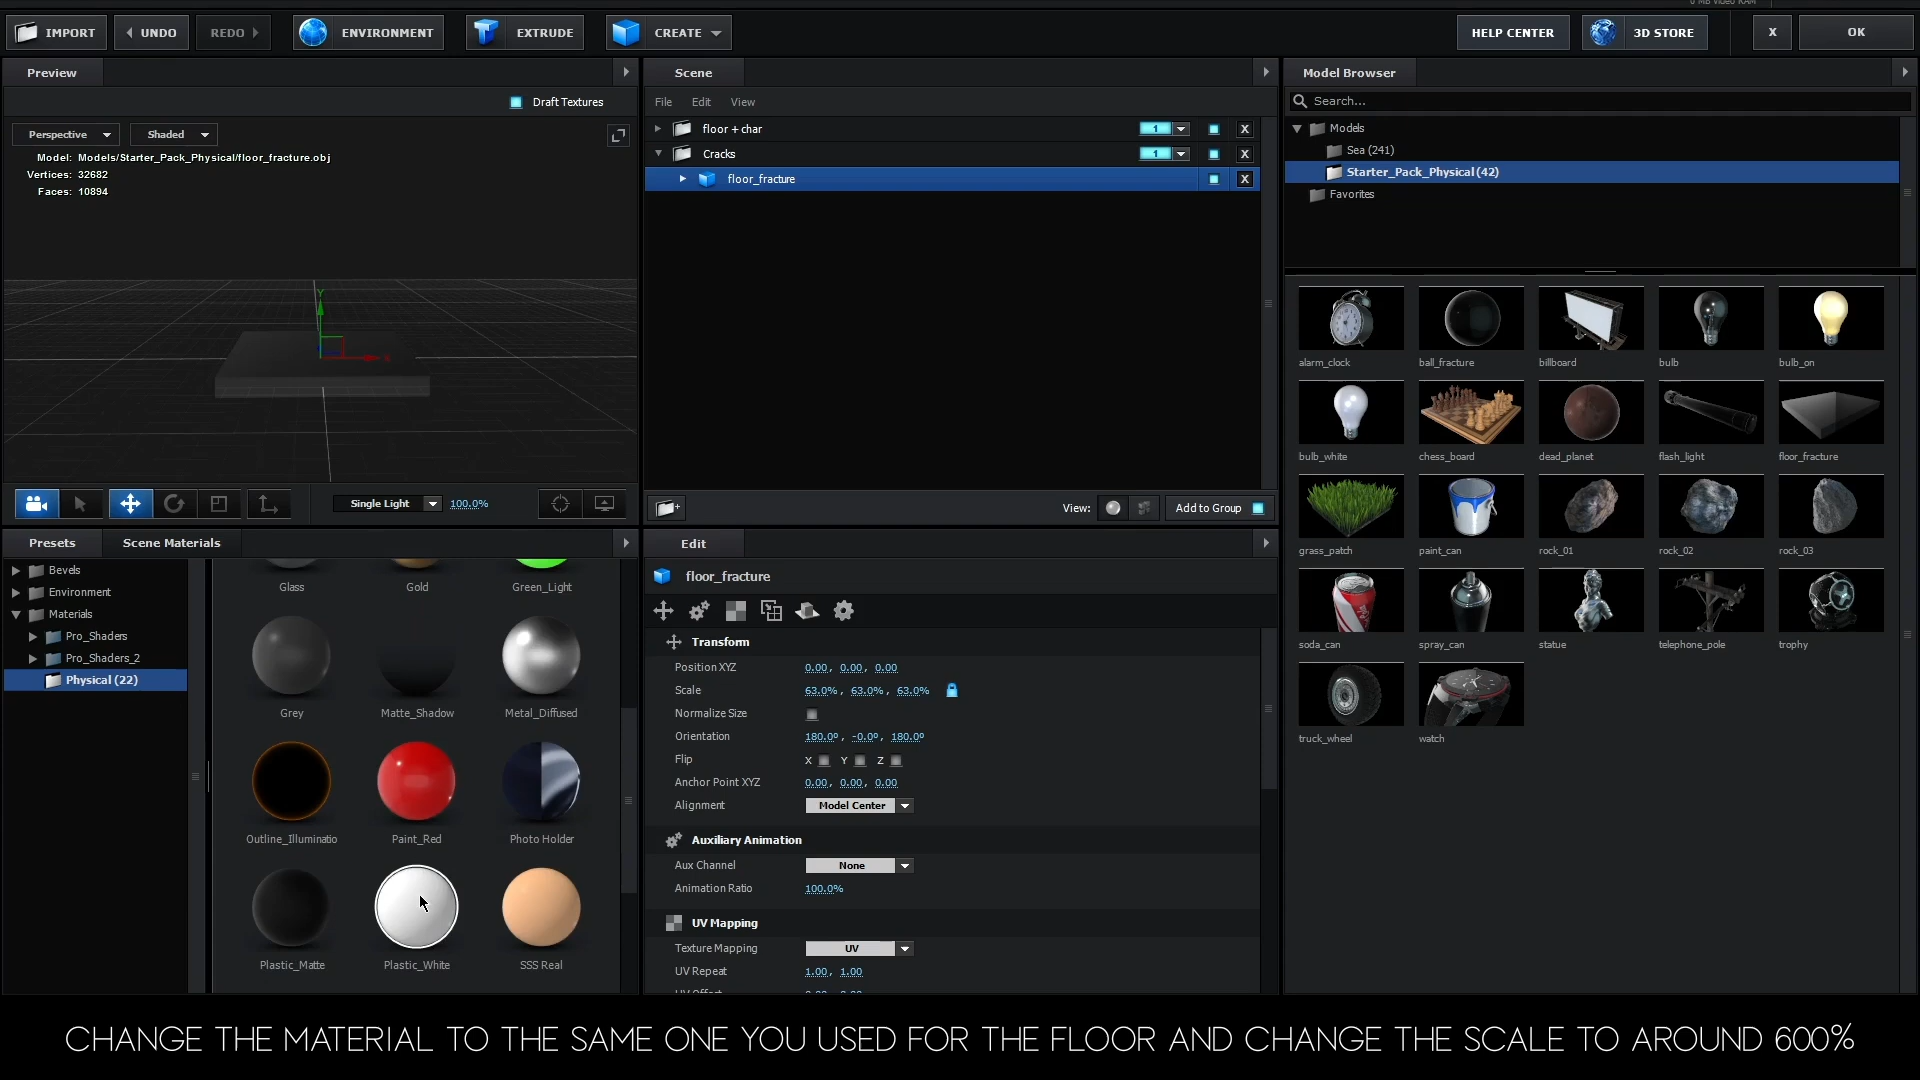 IMPORT
UNDO
REDO
ENVIRONMENT
EXTRUDE
CREATE
HELP CENTER
3D STORE
X
OK
Preview
Draft Textures
Perspective
Shaded
Model: Models/Starter_Pack_Physical/floor_fracture.obj
Vertices: 32682
Faces: 10894
Y
Single Light
100.0%
Scene
File Edit View
floor + char
1
X
Cracks
1
X
floor_fracture
X
View:
Add to Group
Model Browser
Search...
Models
Sea (241)
Starter_Pack_Physical (42)
Favorites
alarm_clock
ball_fracture
billboard
bulb
bulb_on
bulb_white
chess_board
dead_planet
flash_light
floor_fracture
grass_patch
paint_can
rock_01
rock_02
rock_03
soda_can
spray_can
statue
telephone_pole
trophy
truck_wheel
watch
Presets
Scene Materials
Bevels
Environment
Materials
Pro_Shaders
Pro_Shaders_2
Physical (22)
Glass
Gold
Green_Light
Grey
Matte_Shadow
Metal_Diffused
Outline_Illuminatio
Paint_Red
Photo Holder
Plastic_Matte
Plastic_White
SSS Real
Edit
floor_fracture
Transform
Position XYZ 0.00, 0.00, 0.00
Scale 63.0%, 63.0%, 63.0%
Normalize Size
Orientation 180.0°, -0.0°, 180.0°
Flip X Y Z
Anchor Point XYZ 0.00, 0.00, 0.00
Alignment Model Center
Auxiliary Animation
Aux Channel None
Animation Ratio 100.0%
UV Mapping
Texture Mapping UV
UV Repeat 1.00, 1.00
CHANGE THE MATERIAL TO THE SAME ONE YOU USED FOR THE FLOOR AND CHANGE THE SCALE TO AROUND 600%